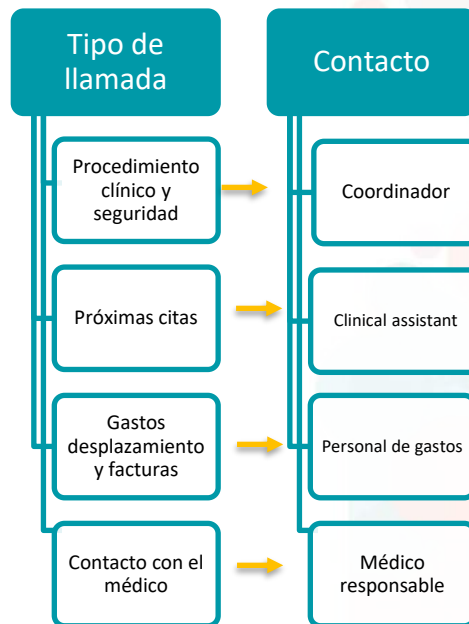 Tipo de
llamada
Contacto
Procedimiento
clínico y
seguridad
Coordinador
Próximas citas
Clinical assistant
Gastos
desplazamiento
y facturas
Personal de gastos
Contacto con el
médico
Médico
responsable